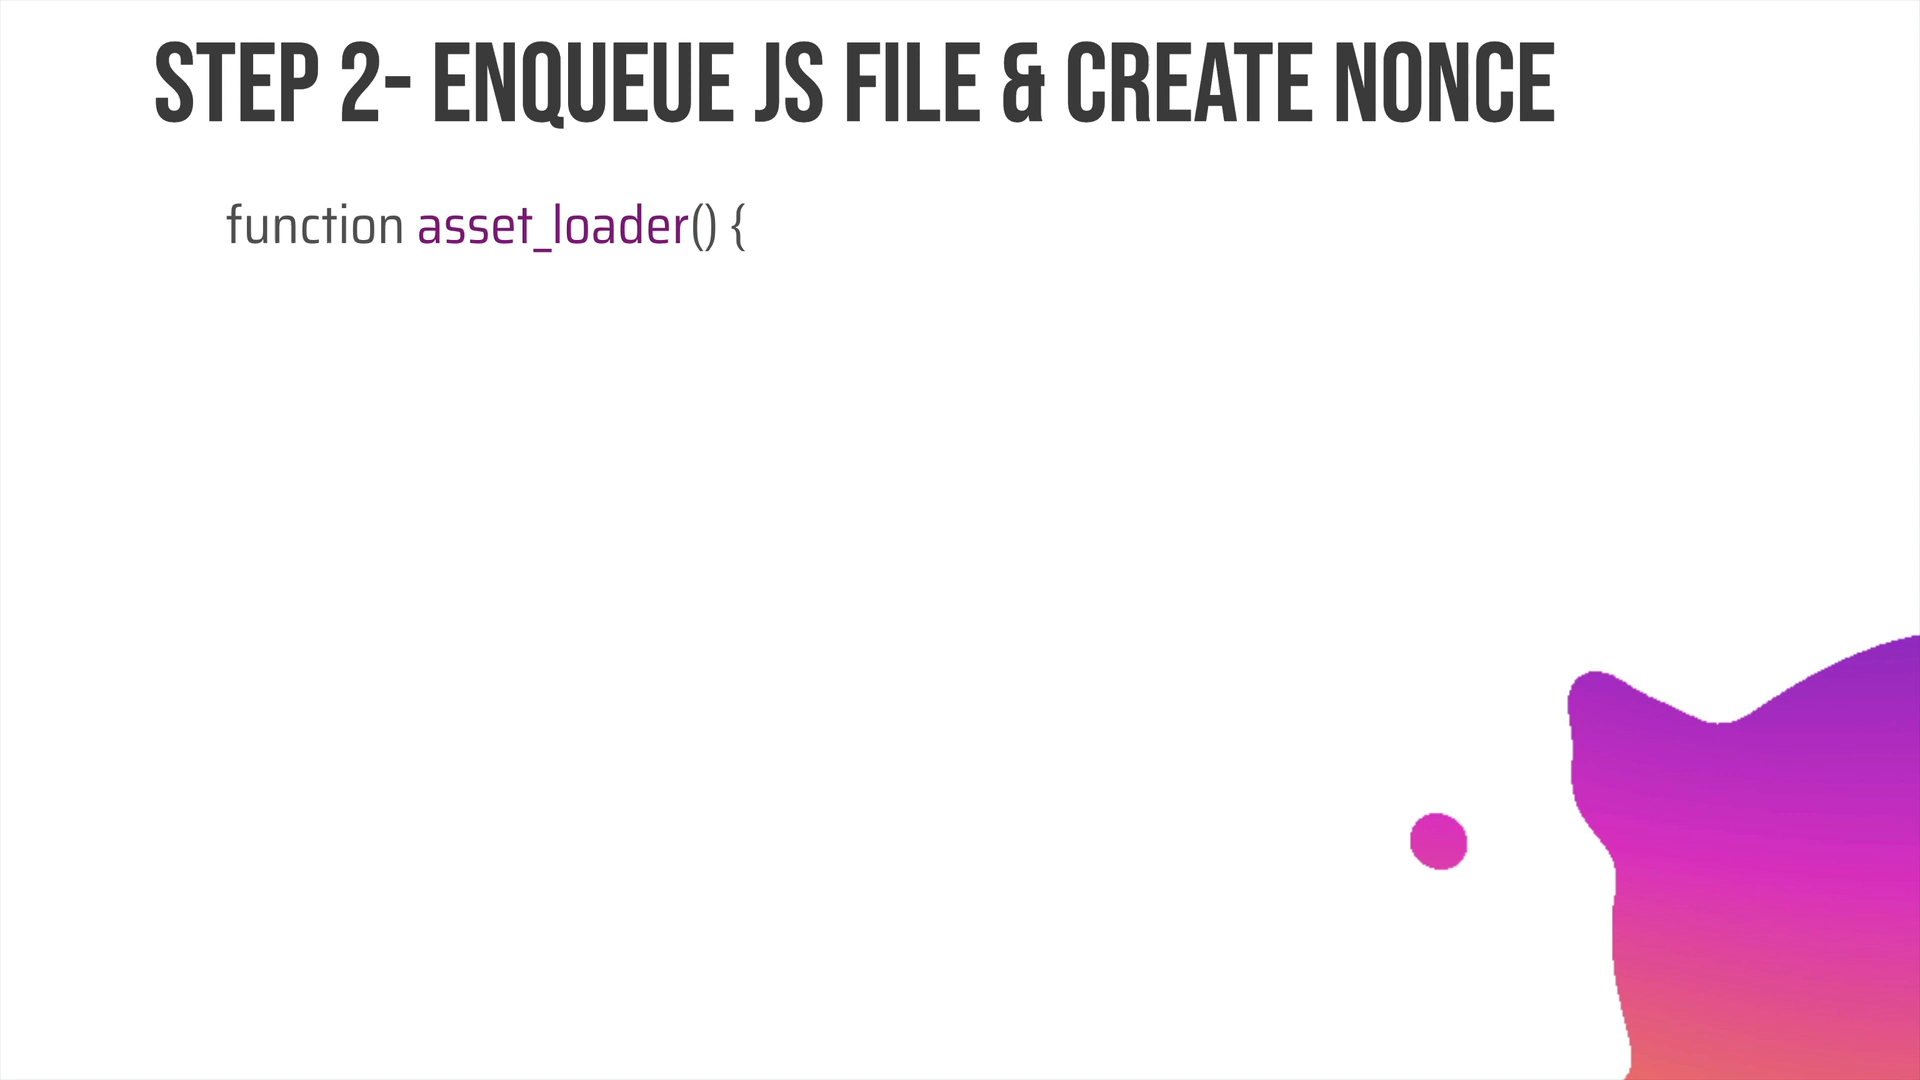 STEP 2- ENQUEUE JS FILE & CREATE NONCE
function asset_loader() {